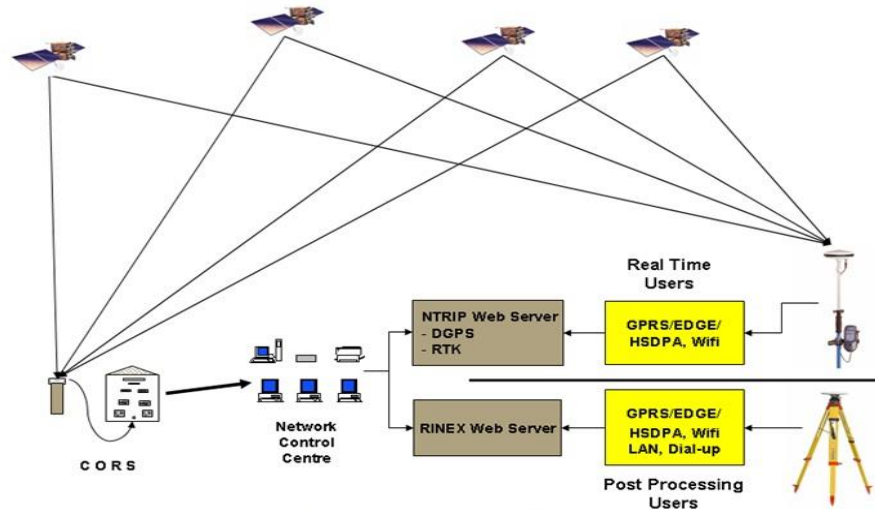 Real Time
Users
NTRIP Web Server
- DGPS
- RTK
GPRS/EDGE/
HSDPA, Wifi
C O R S
Network
Control
Centre
RINEX Web Server
GPRS/EDGE/
HSDPA, Wifi
LAN, Dial-up
Post Processing
Users